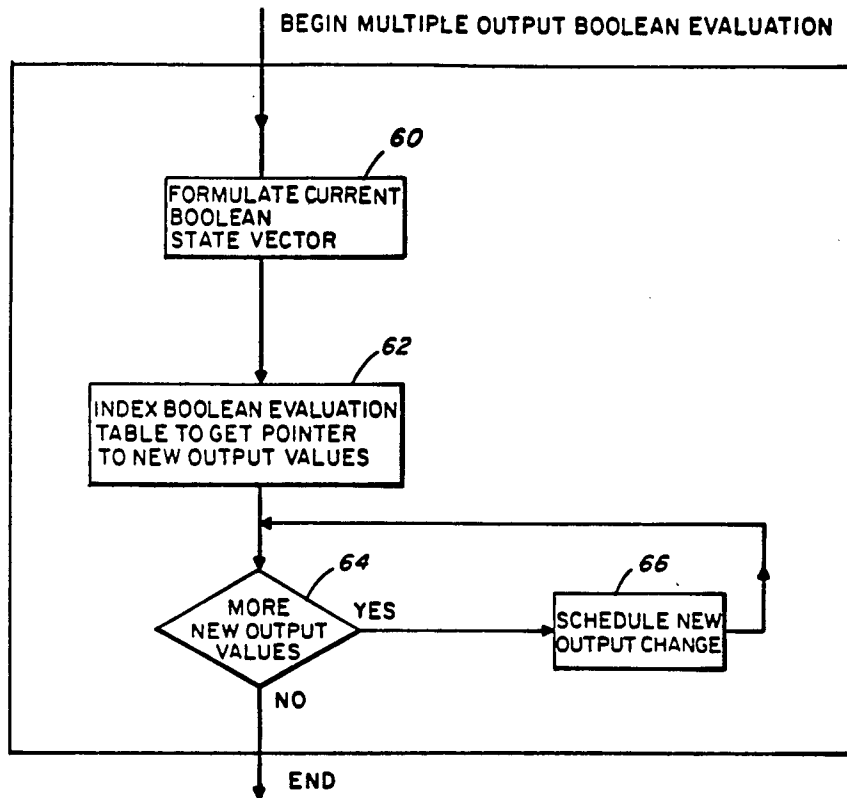 BEGIN MULTIPLE OUTPUT BOOLEAN EVALUATION
60
FORMULATE CURRENT
BOOLEAN
STATE VECTOR
62
INDEX BOOLEAN EVALUATION
TABLE TO GET POINTER
TO NEW OUTPUT VALUES
64
MORE
NEW OUTPUT
VALUES
YES
66
SCHEDULE NEW
OUTPUT CHANGE
NO
END